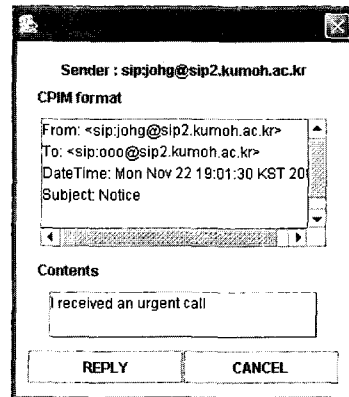 Sender : sip:johg@sip2.kumoh.ac.kr
CPIM format
From: <sip:johg@sip2.kumoh.ac.kr>
To: <sip:ooo@sip2.kumoh.ac.kr>
DateTime: Mon Nov 22 19:01:30 KST 20
Subject: Notice
Contents
I received an urgent call
REPLY
CANCEL